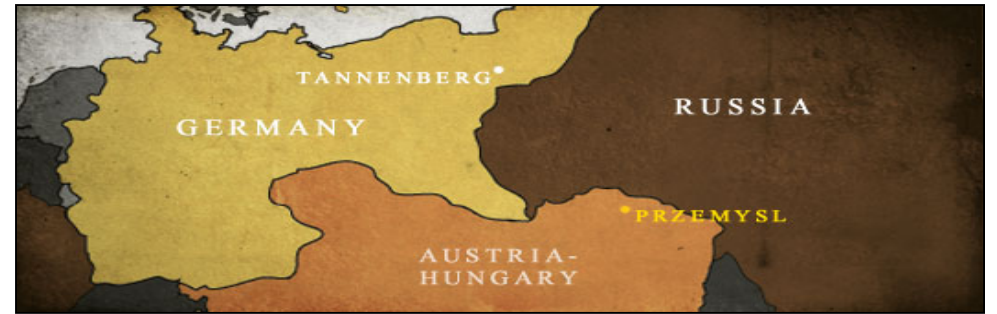 TANNENBERG
RUSSIA
GERMANY
PRZEMYSL
AUSTRIA-
HUNGARY